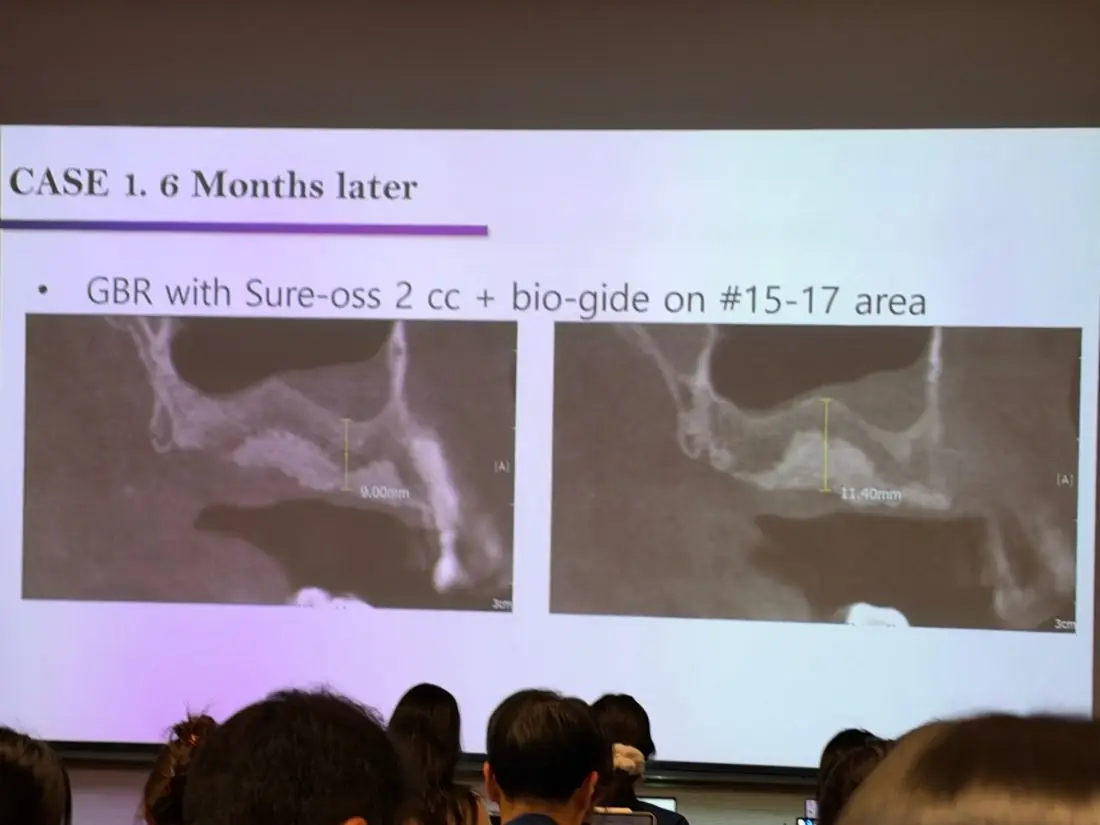 CASE 1. 6 Months later
• GBR with Sure-oss 2 cc + bio-gide on #15-17 area
9.00mm
[A]
3cm
11.40mm
[A]
3cm